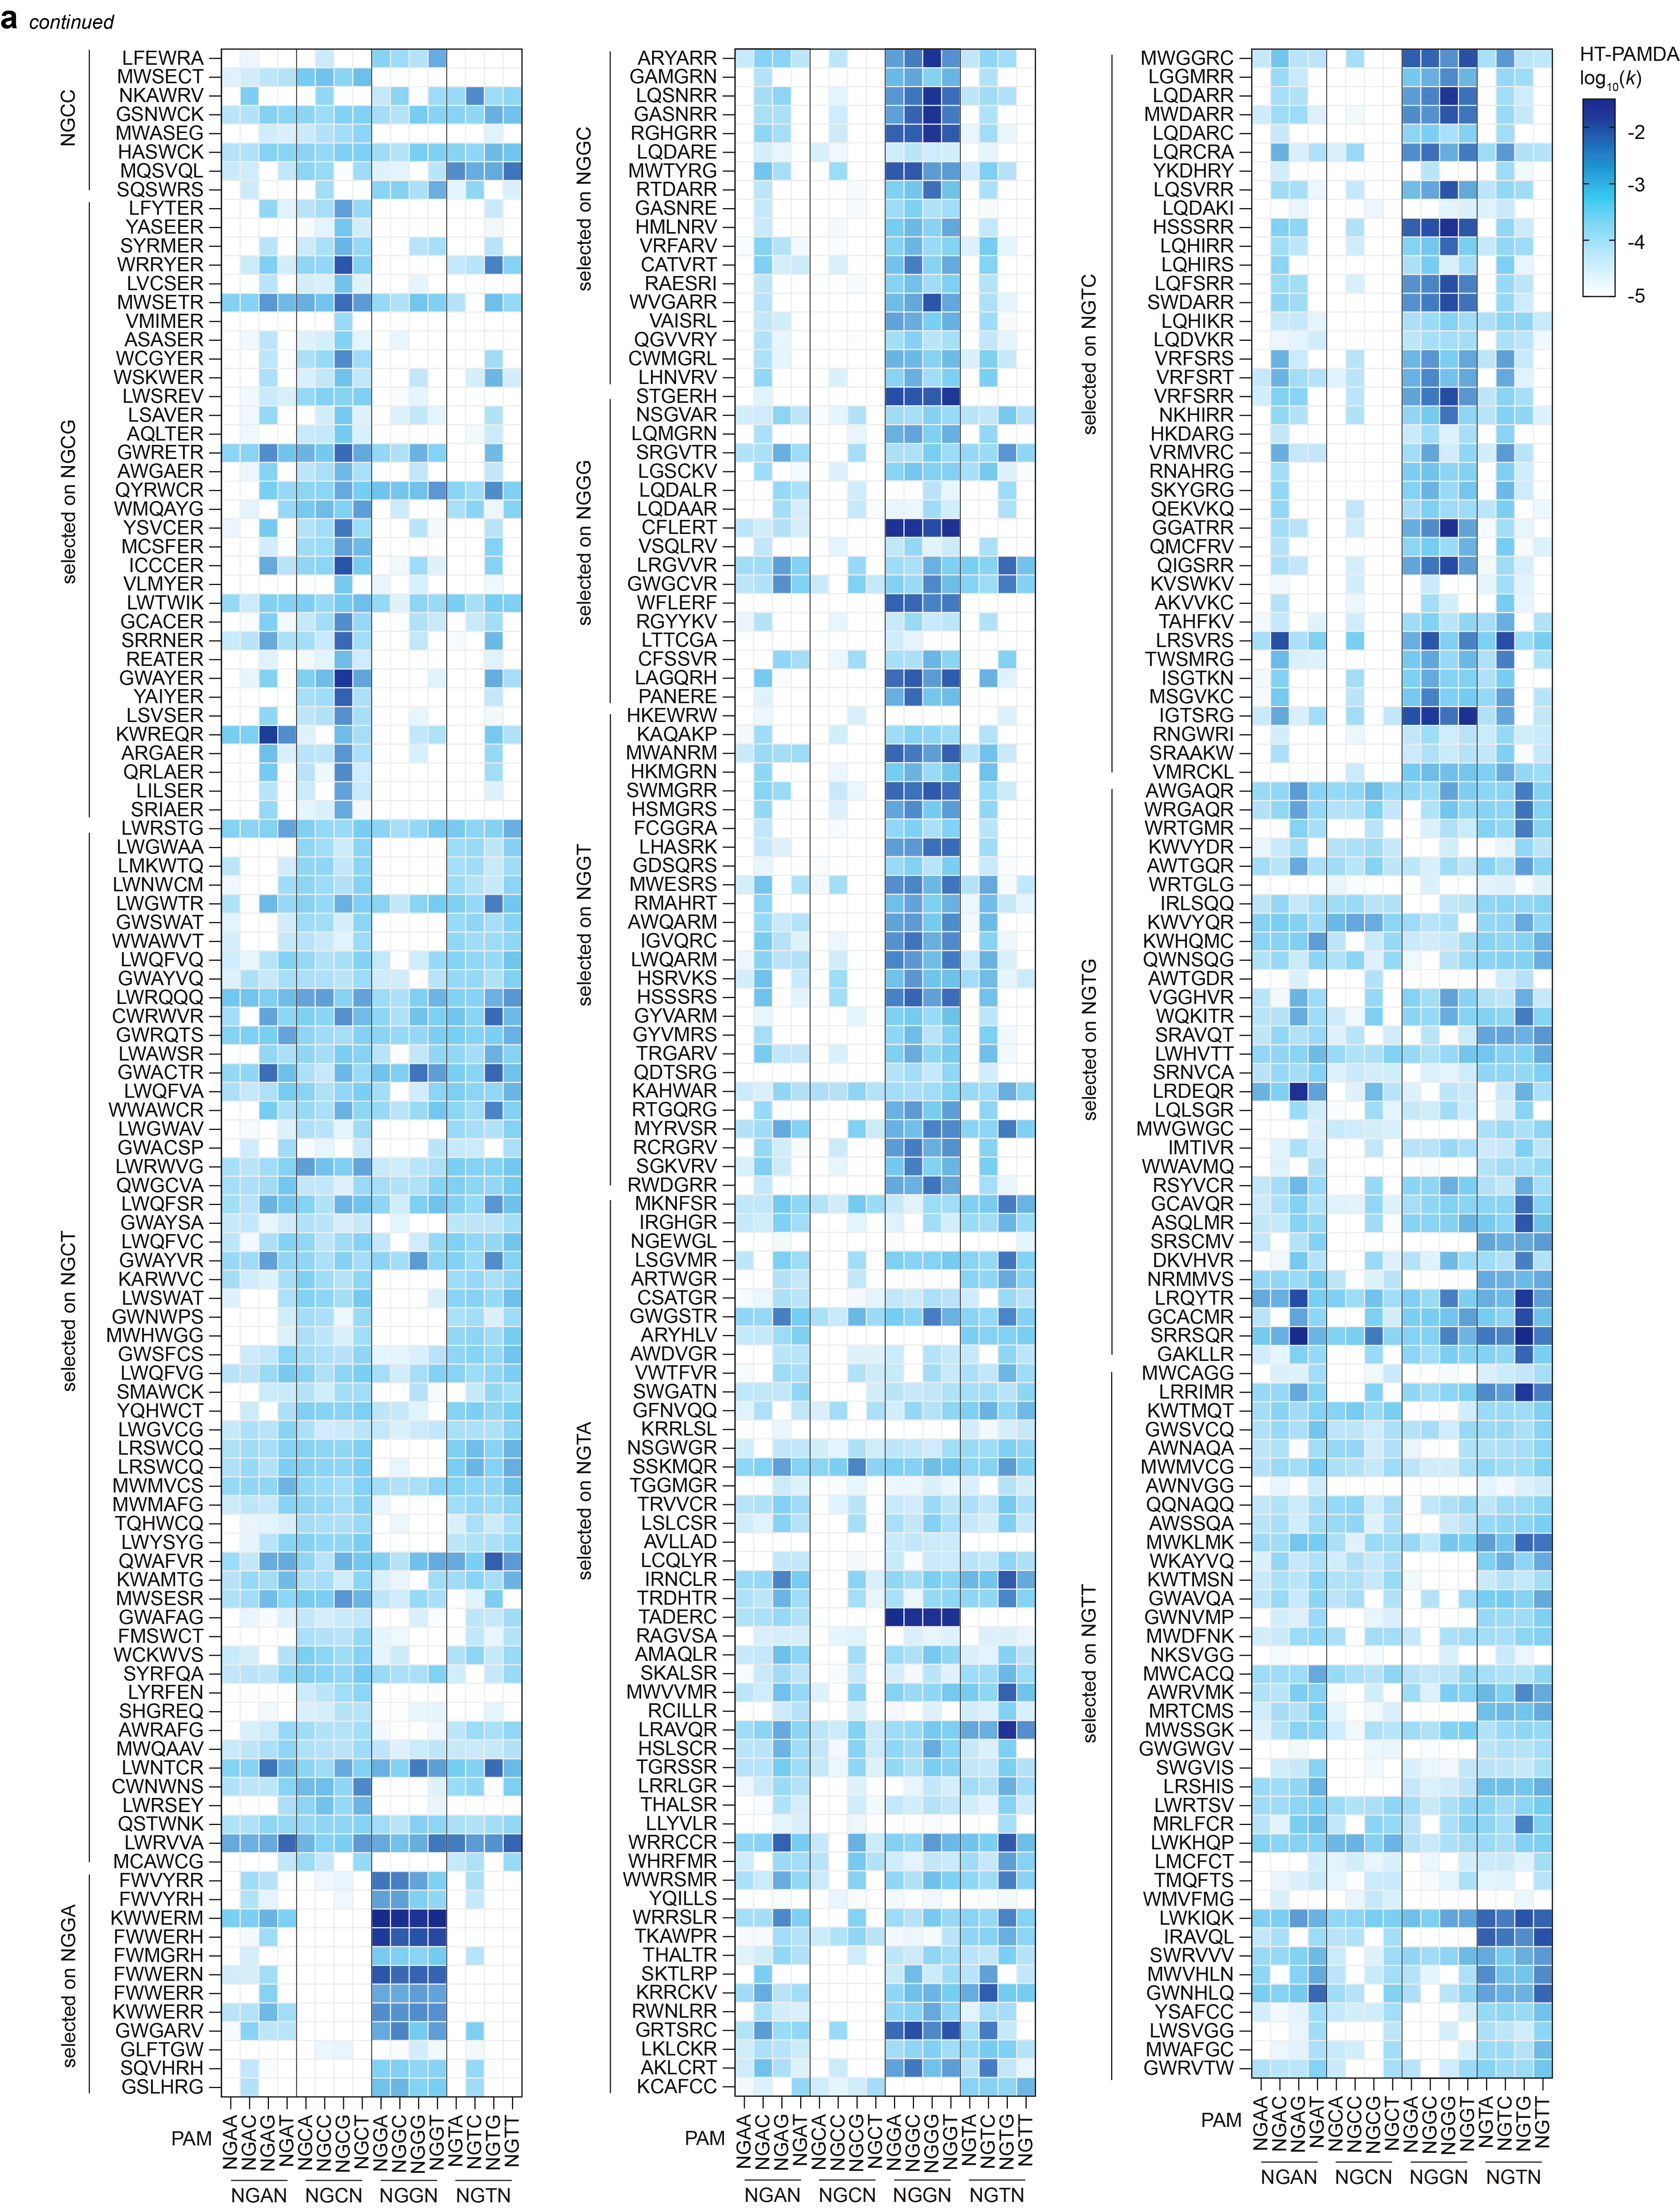 a continued
NGCC
LFEWRA
MWSECT
NKAWRV
GSNWCK
MWASEG
HASWCK
MQSVQL
SQSWRS
selected on NGCG
LFYTER
YASEER
SYRMER
WRRYER
LVCSER
MWSETR
VMIMER
ASASER
WCGYER
WSKWER
LWSREV
LSAVER
AQLTER
GWRETR
AWGAER
QYRWCR
WMQAYG
YSVCER
MCSFER
ICCCER
VLMYER
LWTWIK
GCACER
SRRNER
REATER
GWAYER
YAIYER
LSVSER
KWREQR
ARGAER
QRLAER
LILSER
SRIAER
selected on NGCT
LWRSTG
LWGWAA
LMKWTQ
LWNWCM
LWGWTR
GWSWAT
WWAWVT
LWQFVQ
GWAYVQ
LWRQQQ
CWRWVR
GWRQTS
LWAWSR
GWACTR
LWQFVA
WWAWCR
LWGWAV
GWACSP
LWRWVG
QWGCVA
LWQFSR
GWAYSA
LWQFVC
GWAYVR
KARWVC
LWSWAT
GWNWPS
MWHWGG
GWSFCS
LWQFVG
SMAWCK
YQHWCT
LWGVCG
LRSWCQ
LRSWCQ
MWMVCS
MWMAFG
TQHWCQ
LWYSYG
QWAFVR
KWAMTG
MWSESR
GWAFAG
FMSWCT
WCKWVS
SYRFQA
LYRFEN
SHGREQ
AWRAFG
MWQAAV
LWNTCR
CWNWNS
LWRSEY
QSTWNK
LWRVVA
MCAWCG
selected on NGGA
FWVYRR
FWVYRH
KWWERM
FWWERH
FWMGRH
FWWERN
FWWERR
KWWERR
GWGARV
GLFTGW
SQVHRH
GSLHRG
PAM
NGAA
NGAC
NGAG
NGAT
NGCA
NGCC
NGCG
NGCT
NGGA
NGGC
NGGG
NGGT
NGTA
NGTC
NGTG
NGTT
NGAN
NGCN
NGGN
NGTN
selected on NGGC
ARYARR
GAMGRN
LQSNRR
GASNRR
RGHGRR
LQDARE
MWTYRG
RTDARR
GASNRE
HMLNRV
VRFARV
CATVRT
RAESRI
WVGARR
VAISRL
QGVVRY
CWMGRL
LHNVRV
selected on NGGG
STGERH
NSGVAR
LQMGRN
SRGVTR
LGSCKV
LQDALR
LQDAAR
CFLERT
VSQLRV
LRGVVR
GWGCVR
WFLERF
RGYYKV
LTTCGA
CFSSVR
LAGQRH
PANERE
selected on NGGT
HKEWRW
KAQAKP
MWANRM
HKMGRN
SWMGRR
HSMGRS
FCGGRA
LHASRK
GDSQRS
MWESRS
RMAHRT
AWQARM
IGVQRC
LWQARM
HSRVKS
HSSSRS
GYVARM
GYVMRS
TRGARV
QDTSRG
KAHWAR
RTGQRG
MYRVSR
RCRGRV
SGKVRV
RWDGRR
selected on NGTA
MKNFSR
IRGHGR
NGEWGL
LSGVMR
ARTWGR
CSATGR
GWGSTR
ARYHLV
AWDVGR
VWTFVR
SWGATN
GFNVQQ
KRRLSL
NSGWGR
SSKMQR
TGGMGR
TRVVCR
LSLCSR
AVLLAD
LCQLYR
IRNCLR
TRDHTR
TADERC
RAGVSA
AMAQLR
SKALSR
MWVVMR
RCILLR
LRAVQR
HSLSCR
TGRSSR
LRRLGR
THALSR
LLYVLR
WRRCCR
WHRFMR
WWRSMR
YQILLS
WRRSLR
TKAWPR
THALTR
SKTLRP
KRRCKV
RWNLRR
GRTSRC
LKLCKR
AKLCRT
KCAFCC
PAM
NGAA
NGAC
NGAG
NGAT
NGCA
NGCC
NGCG
NGCT
NGGA
NGGC
NGGG
NGGT
NGTA
NGTC
NGTG
NGTT
NGAN
NGCN
NGGN
NGTN
selected on NGTC
MWGGRC
LGGMRR
LQDARR
MWDARR
LQDARC
LQRCRA
YKDHRY
LQSVRR
LQDAKI
HSSSRR
LQHIRR
LQHIRS
LQFSRR
SWDARR
LQHIKR
LQDVKR
VRFSRS
VRFSRT
VRFSRR
NKHIRR
HKDARG
VRMVRC
RNAHRG
SKYGRG
QEKVKQ
GGATRR
QMCFRV
QIGSRR
KVSWKV
AKVVKC
TAHFKV
LRSVRS
TWSMRG
ISGTKN
MSGVKC
IGTSRG
RNGWRI
SRAAKW
VMRCKL
selected on NGTG
AWGAQR
WRGAQR
WRTGMR
KWVYDR
AWTGQR
WRTGLG
IRLSQQ
KWVYQR
KWHQMC
QWNSQG
AWTGDR
VGGHVR
WQKITR
SRAVQT
LWHVTT
SRNVCA
LRDEQR
LQLSGR
MWGWGC
IMTIVR
WWAVMQ
RSYVCR
GCAVQR
ASQLMR
SRSCMV
DKVHVR
NRMMVS
LRQYTR
GCACMR
SRRSQR
GAKLLR
selected on NGTT
MWCAGG
LRRIMR
KWTMQT
GWSVCQ
AWNAQA
MWMVCG
AWNVGG
QQNAQQ
AWSSQA
MWKLMK
WKAYVQ
KWTMSN
GWAVQA
GWNVMP
MWDFNK
NKSVGG
MWCACQ
AWRVMK
MRTCMS
MWSSGK
GWGWGV
SWGVIS
LRSHIS
LWRTSV
MRLFCR
LWKHQP
LMCFCT
TMQFTS
WMVFMG
LWKIQK
IRAVQL
SWRVVV
MWVHLN
GWNHLQ
YSAFCC
LWSVGG
MWAFGC
GWRVTW
PAM
NGAA
NGAC
NGAG
NGAT
NGCA
NGCC
NGCG
NGCT
NGGA
NGGC
NGGG
NGGT
NGTA
NGTC
NGTG
NGTT
NGAN
NGCN
NGGN
NGTN
HT-PAMDA
log10(k)
-2
-3
-4
-5